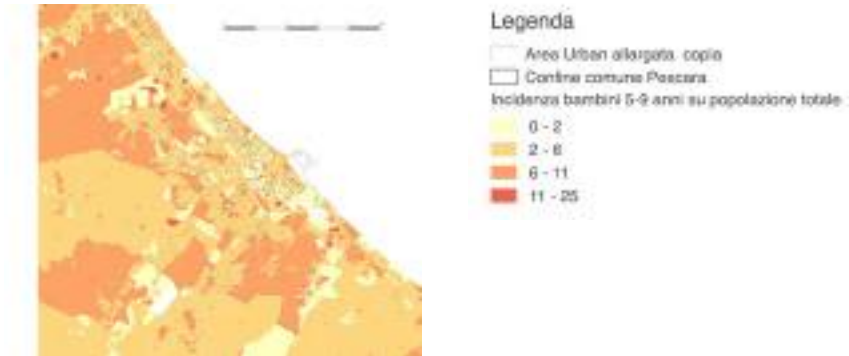 Legenda
Area Urban allargata copia
Confine comune Pescara
Incidenza bambini 5-9 anni su popolazione totale
0 - 2
2 - 6
6 - 11
11 - 25